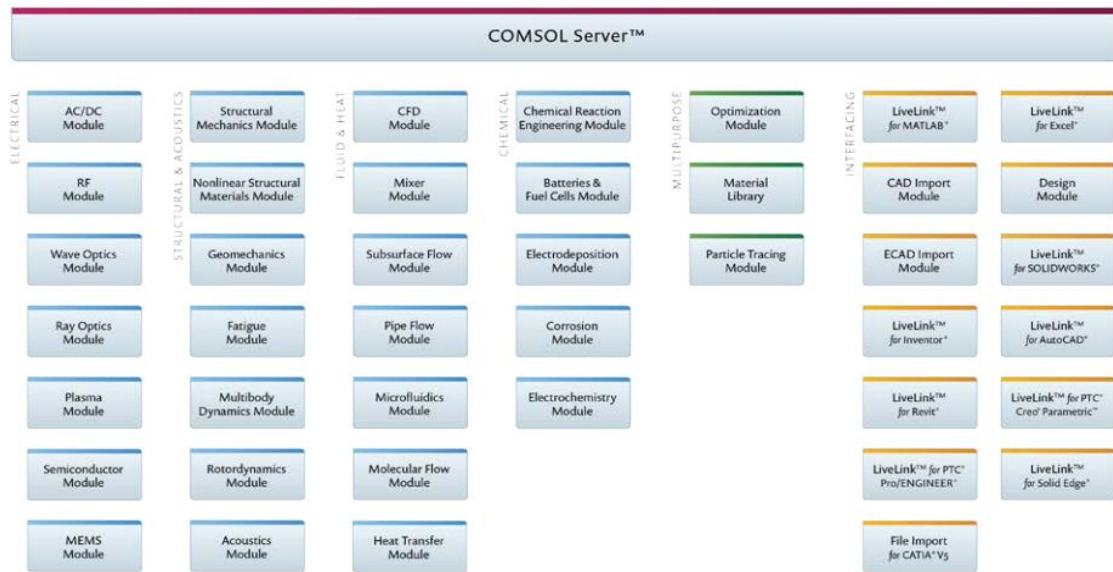 COMSOL Server™
ELECTRICAL
AC/DC
Module
RF
Module
Wave Optics
Module
Ray Optics
Module
Plasma
Module
Semiconductor
Module
MEMS
Module
STRUCTURAL & ACOUSTICS
Structural
Mechanics Module
Nonlinear Structural
Materials Module
Geomechanics
Module
Fatigue
Module
Multibody
Dynamics Module
Rotordynamics
Module
Acoustics
Module
FLUID & HEAT
CFD
Module
Mixer
Module
Subsurface Flow
Module
Pipe Flow
Module
Microfluidics
Module
Molecular Flow
Module
Heat Transfer
Module
CHEMICAL
Chemical Reaction
Engineering Module
Batteries &
Fuel Cells Module
Electrodeposition
Module
Corrosion
Module
Electrochemistry
Module
MULTIPURPOSE
Optimization
Module
Material
Library
Particle Tracing
Module
INTERFACING
LiveLink™
for MATLAB®
CAD Import
Module
ECAD Import
Module
LiveLink™
for Inventor®
LiveLink™
for Revit®
LiveLink™ for PTC®
Pro/ENGINEER®
File Import
for CATIA® V5
LiveLink™
for Excel®
Design
Module
LiveLink™
for SOLIDWORKS®
LiveLink™
for AutoCAD®
LiveLink™ for PTC®
Creo® Parametric™
LiveLink™
for Solid Edge®